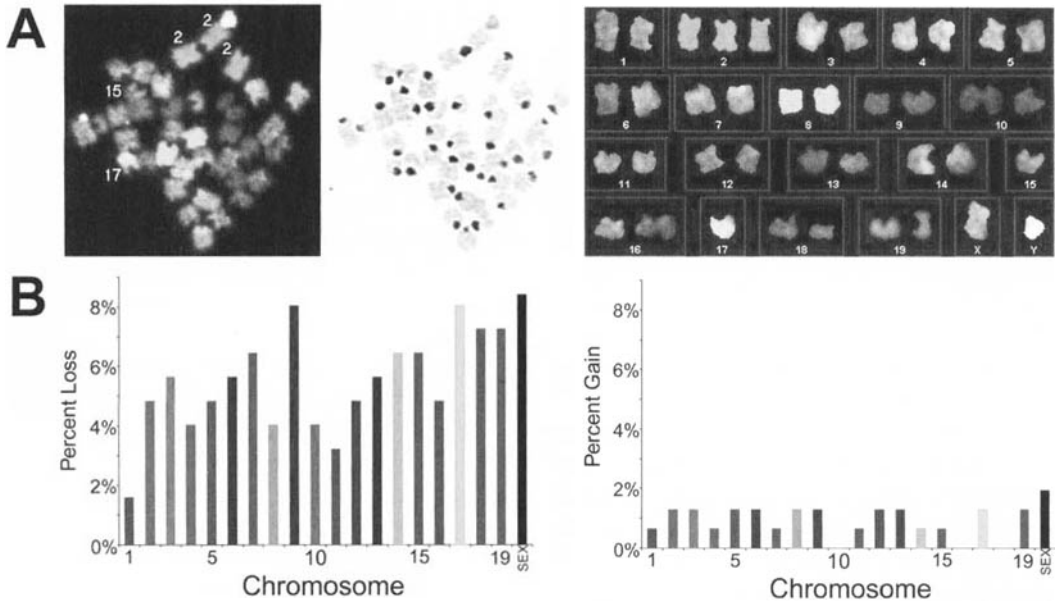 A
2
2
2
15
17
1 2 3 4 5
6 7 8 9 10
11 12 13 14 15
16 17 18 19 X Y
B
Percent Loss
8%
6%
4%
2%
0%
1 5 10 15 19 SEX
Chromosome
Percent Gain
8%
6%
4%
2%
0%
1 5 10 15 19 SEX
Chromosome